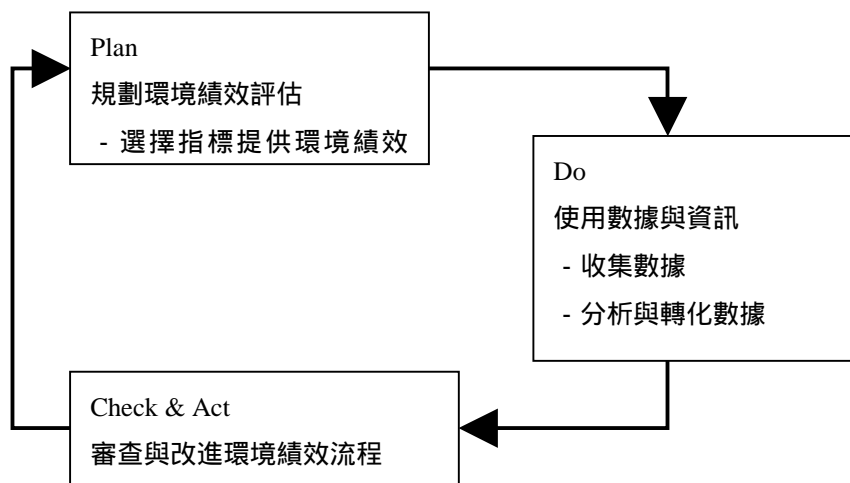 Plan
規劃環境績效評估
- 選擇指標提供環境績效
Do
使用數據與資訊
- 收集數據
- 分析與轉化數據
Check & Act
審查與改進環境績效流程